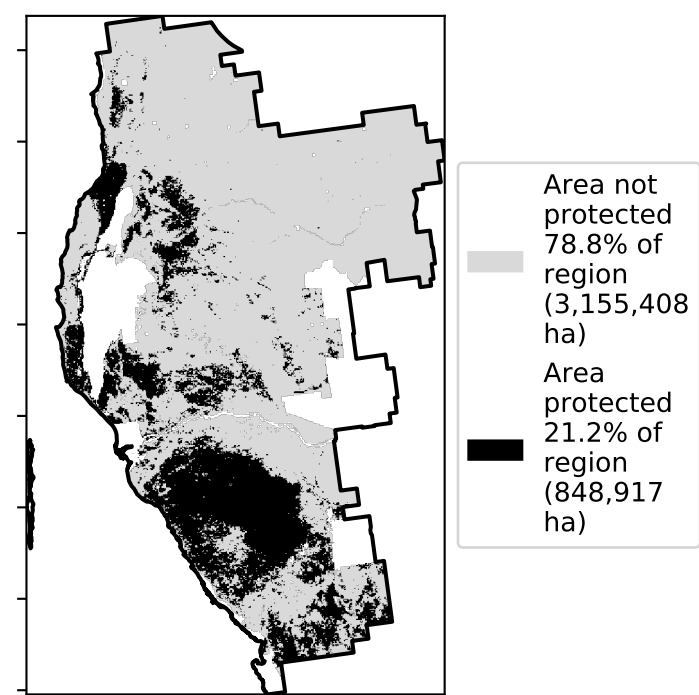 Area not
protected
78.8% of
region
(3,155,408
ha)
Area
protected
21.2% of
region
(848,917
ha)